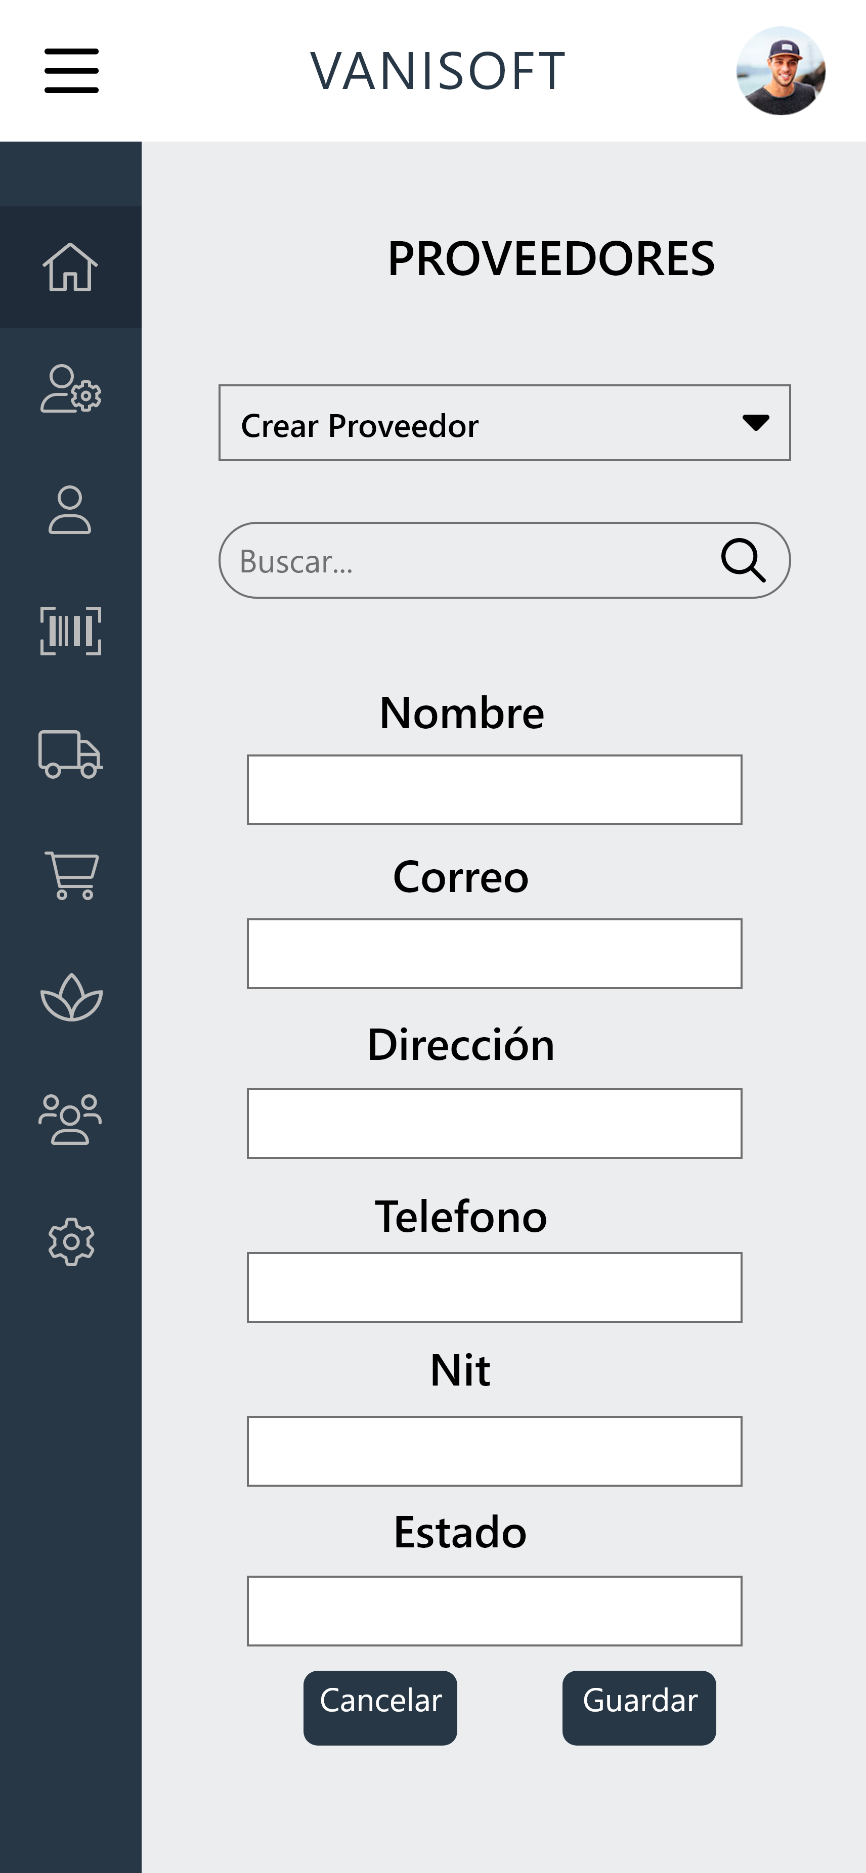 VANISOFT
PROVEEDORES
Crear Proveedor
Buscar...
Nombre
Correo
Dirección
Telefono
Nit
Estado
Cancelar
Guardar